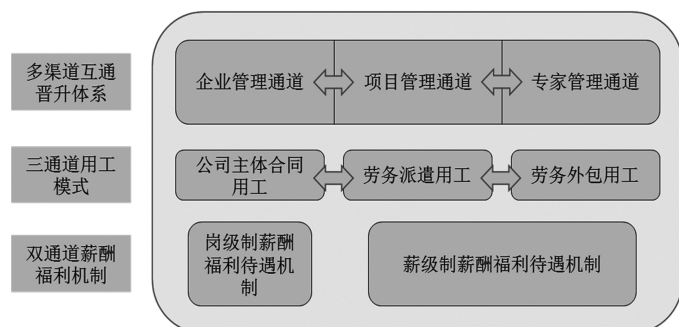 多渠道互通
晋升体系
企业管理通道
项目管理通道
专家管理通道
三通道用工
模式
公司主体合同
用工
劳务派遣用工
劳务外包用工
双通道薪酬
福利机制
岗级制薪酬
福利待遇机
制
薪级制薪酬福利待遇机制